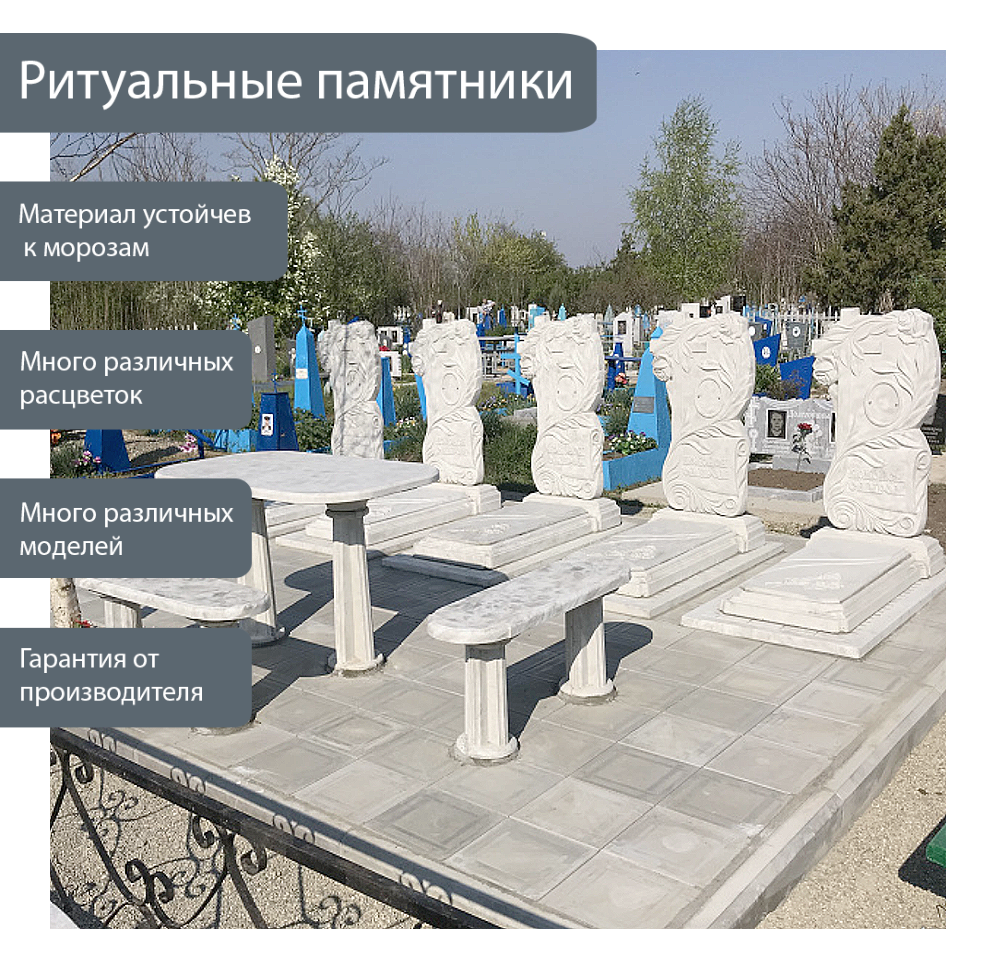 Ритуальные памятники
Материал устойчев
к морозам
Много различных
расцветок
Много различных
моделей
Гарантия от
производителя